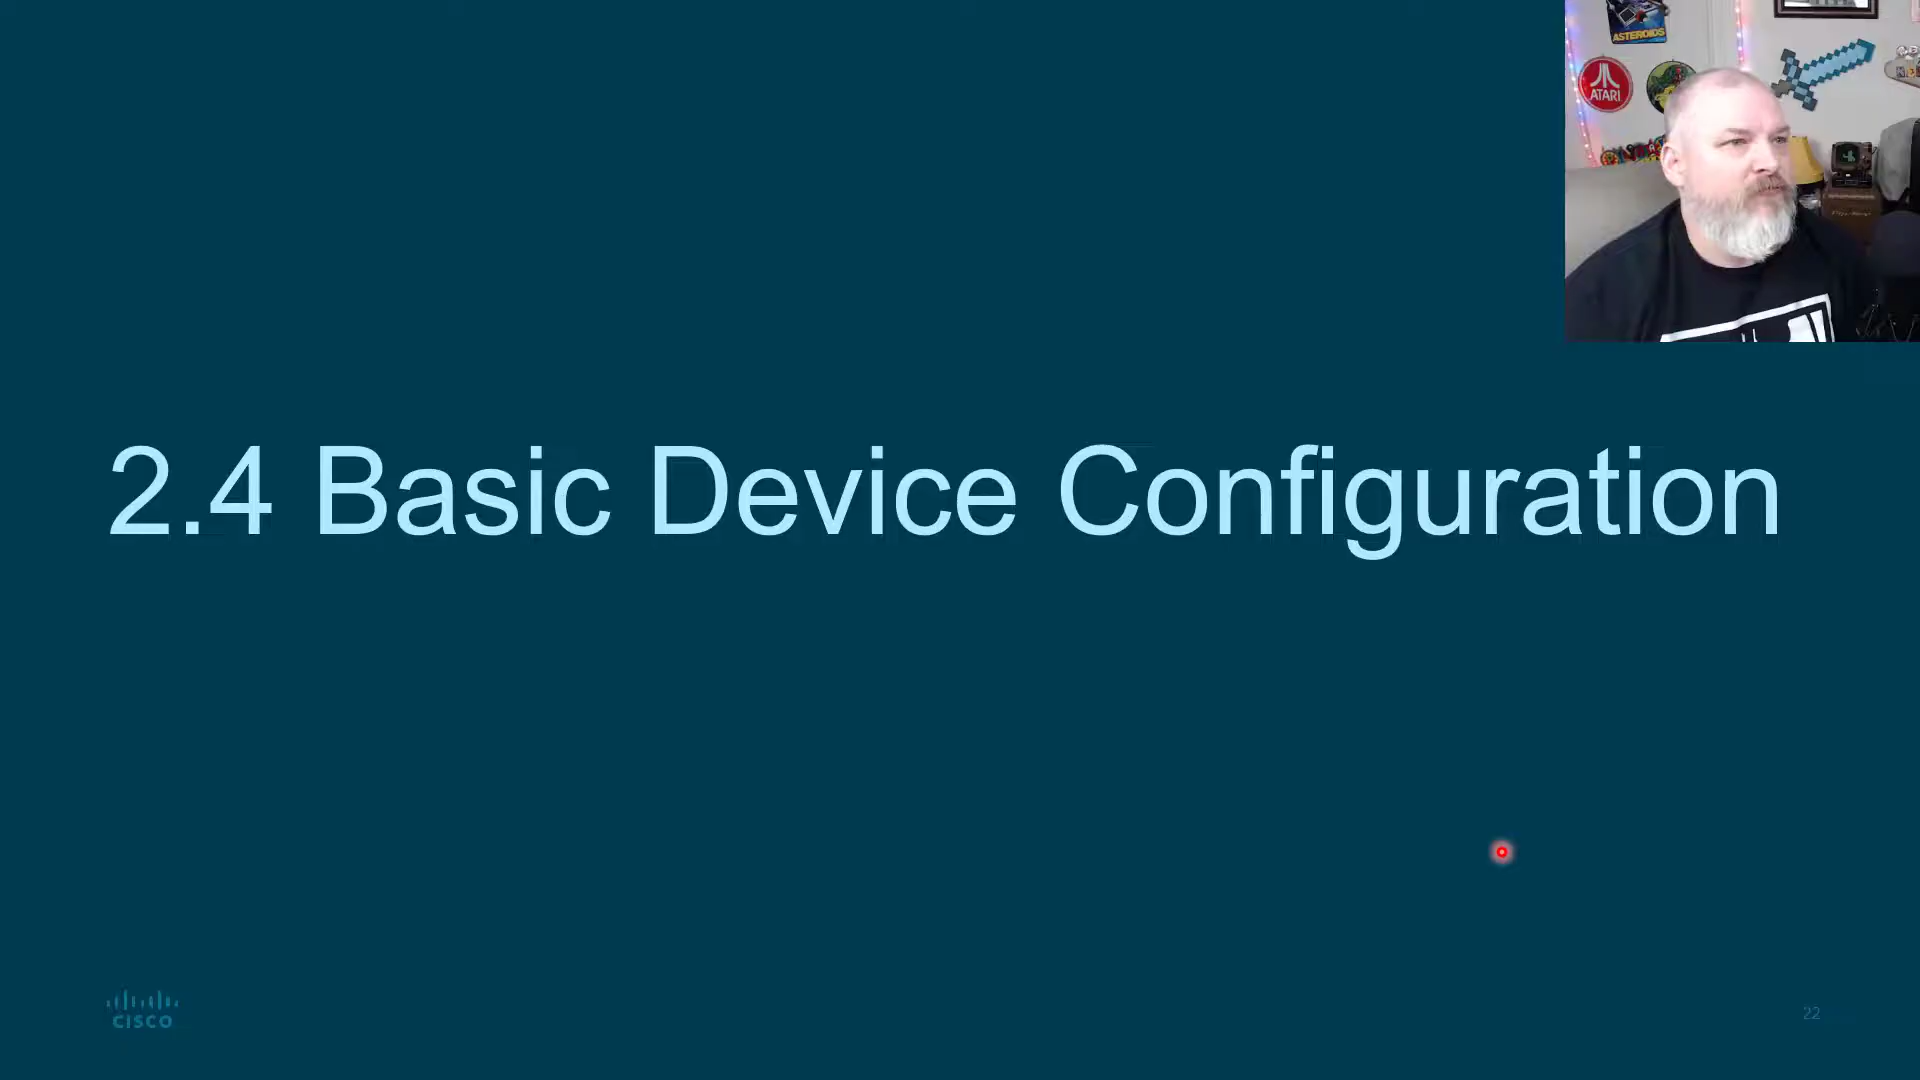 ASTEROIDS
ATARI
2.4 Basic Device Configuration
CISCO
22